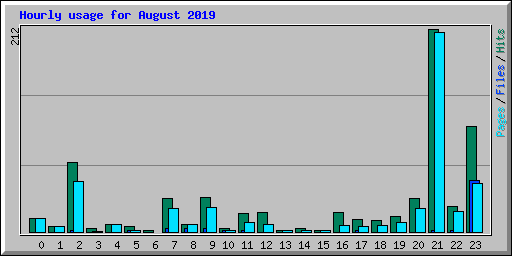 Hourly usage for August 2019
212
Pages/Files/Hits
0 1 2 3 4 5 6 7 8 9 10 11 12 13 14 15 16 17 18 19 20 21 22 23